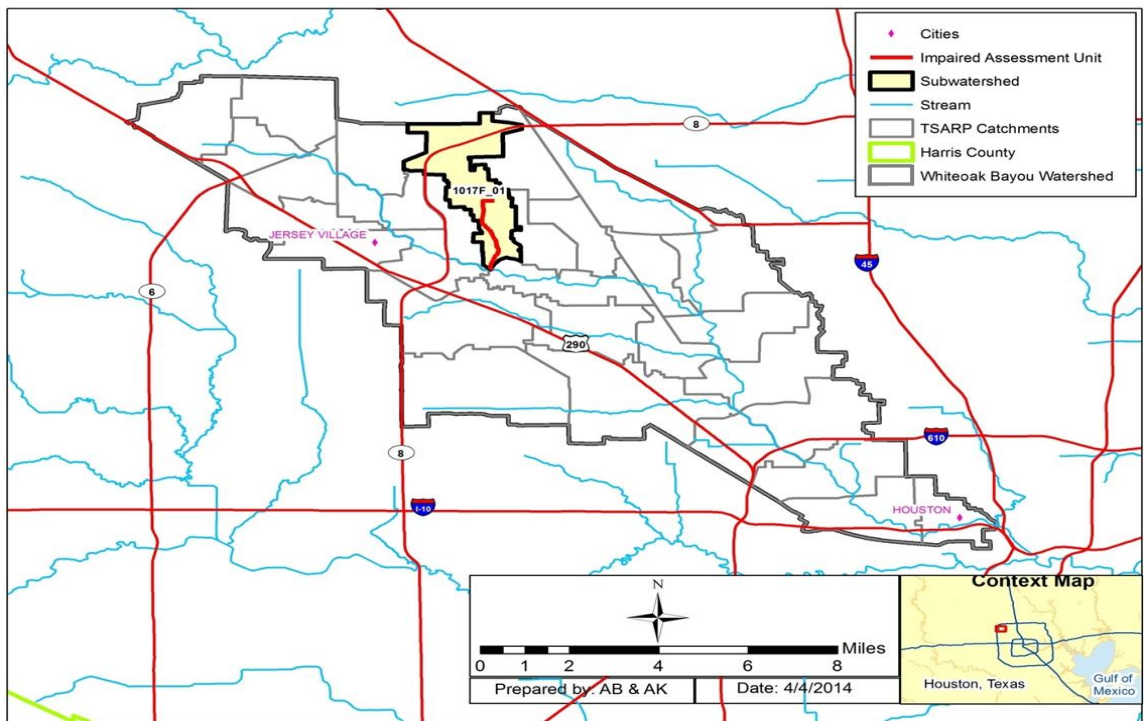 Cities
Impaired Assessment Unit
Subwatershed
Stream
TSARP Catchments
Harris County
Whiteoak Bayou Watershed
8
1017F_01
JERSEY VILLAGE
45
6
290
610
8
I-10
HOUSTON
N
Miles
0 1 2 4 6 8
Prepared by: AB & AK
Date: 4/4/2014
Context Map
Houston, Texas
Gulf of
Mexico